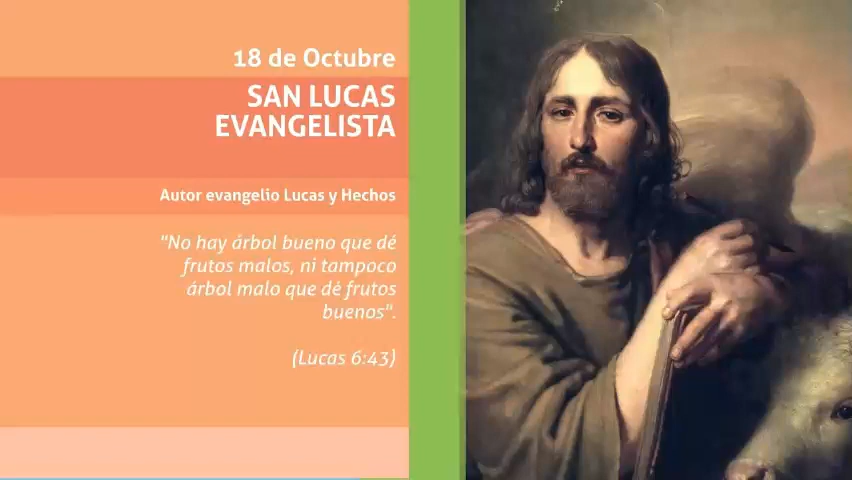 18 de Octubre
SAN LUCAS
EVANGELISTA
Autor evangelio Lucas y Hechos
"No hay árbol bueno que dé
frutos malos, ni tampoco
árbol malo que dé frutos
buenos".
(Lucas 6:43)